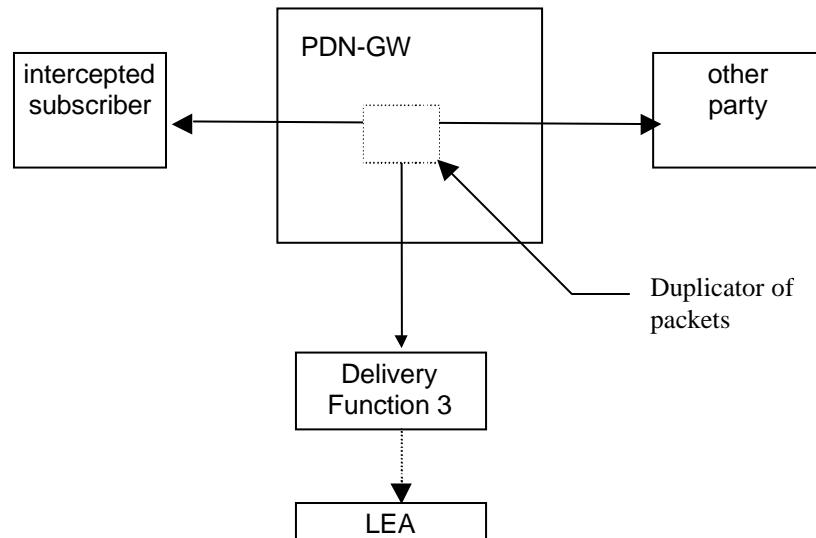 PDN-GW
intercepted
subscriber
other
party
Duplicator of
packets
Delivery
Function 3
LEA